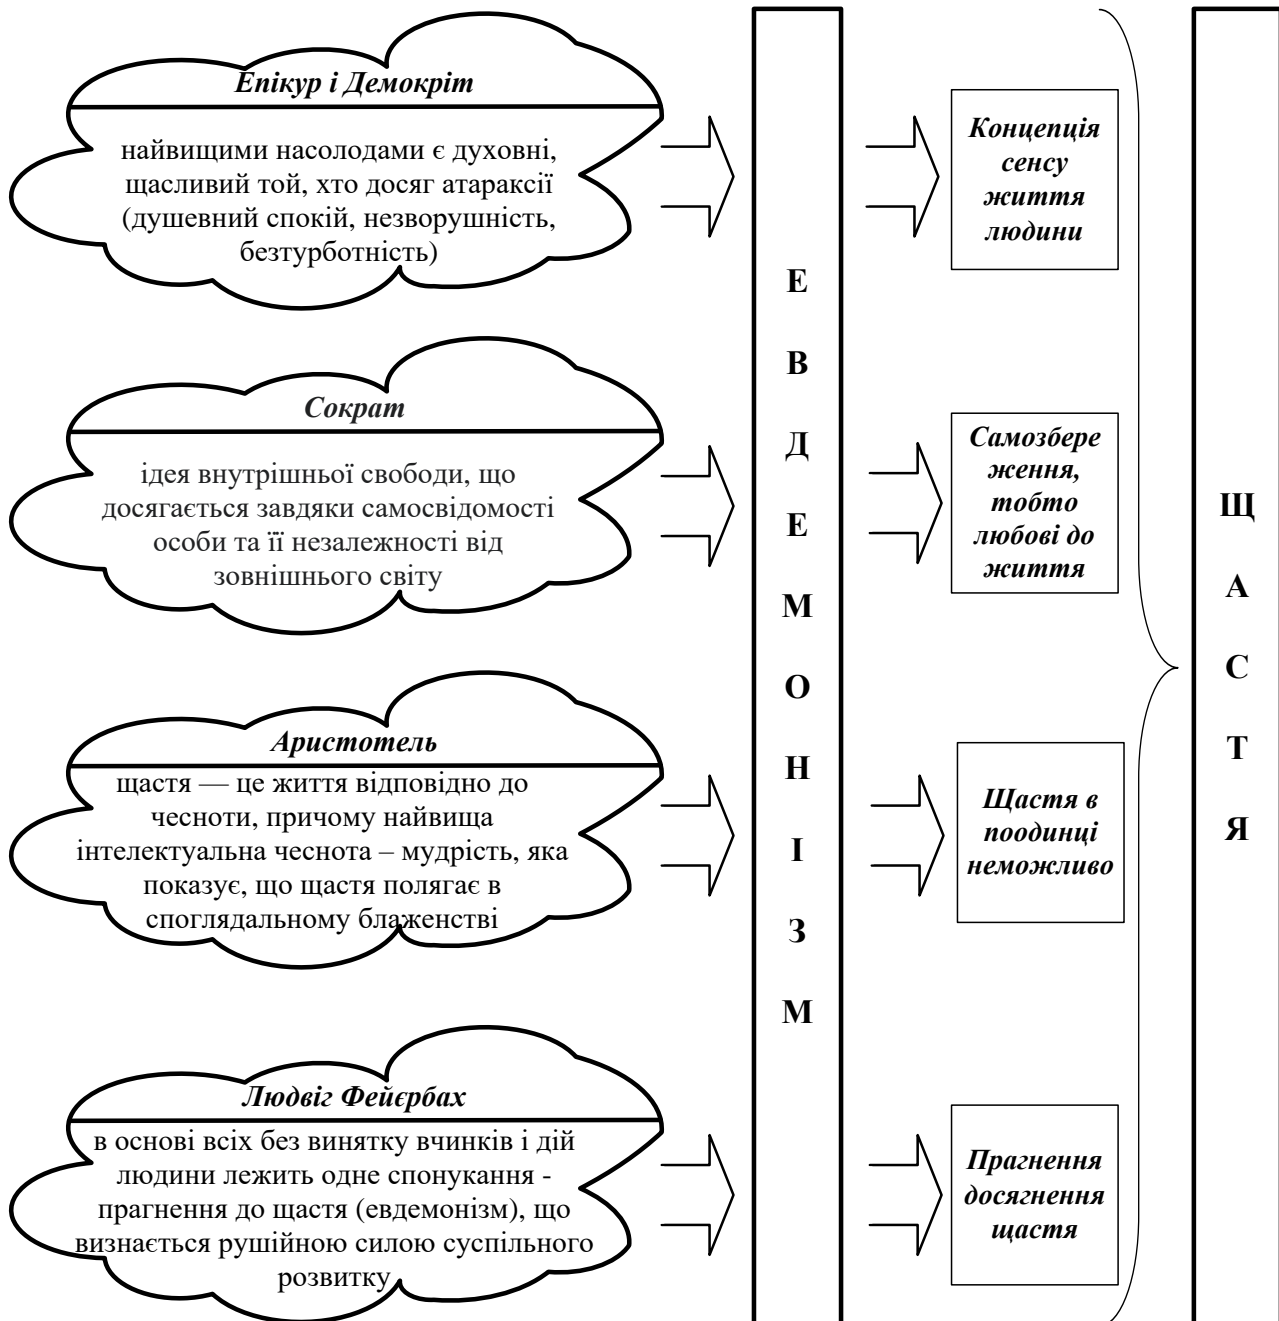 Епікур і Демокріт
найвищими насолодами є духовні,
щасливий той, хто досяг атараксії
(душевний спокій, незворушність,
безтурботність)
Сократ
ідея внутрішньої свободи, що
досягається завдяки самосвідомості
особи та її незалежності від
зовнішнього світу
Аристотель
щастя — це життя відповідно до
чесноти, причому найвища
інтелектуальна чеснота – мудрість, яка
показує, що щастя полягає в
споглядальному блаженстві
Людвіг Фейєрбах
в основі всіх без винятку вчинків і дій
людини лежить одне спонукання -
прагнення до щастя (евдемонізм), що
визнається рушійною силою суспільного
розвитку
Е
В
Д
Е
М
О
Н
І
З
М
Концепція
сенсу
життя
людини
Самозбере
ження,
тобто
любові до
життя
Щастя в
поодинці
неможливо
Прагнення
досягнення
щастя
Щ
А
С
Т
Я